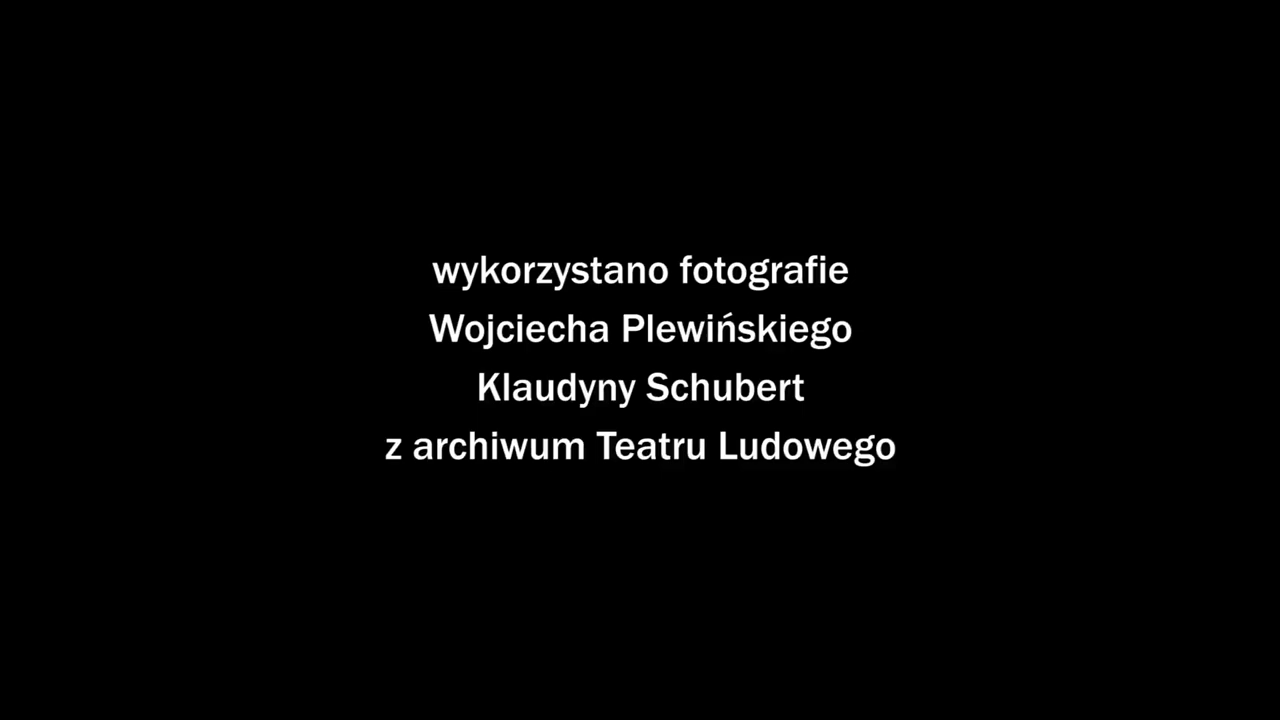 wykorzystano fotografie
Wojciecha Plewińskiego
Klaudyny Schubert
z archiwum Teatru Ludowego